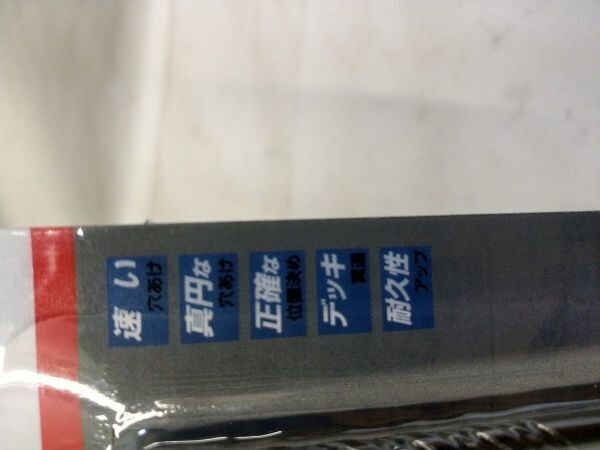 速い
穴あけ
真円な
穴あけ
正確な
位置決め
デッキ
貫通
耐久性
アップ